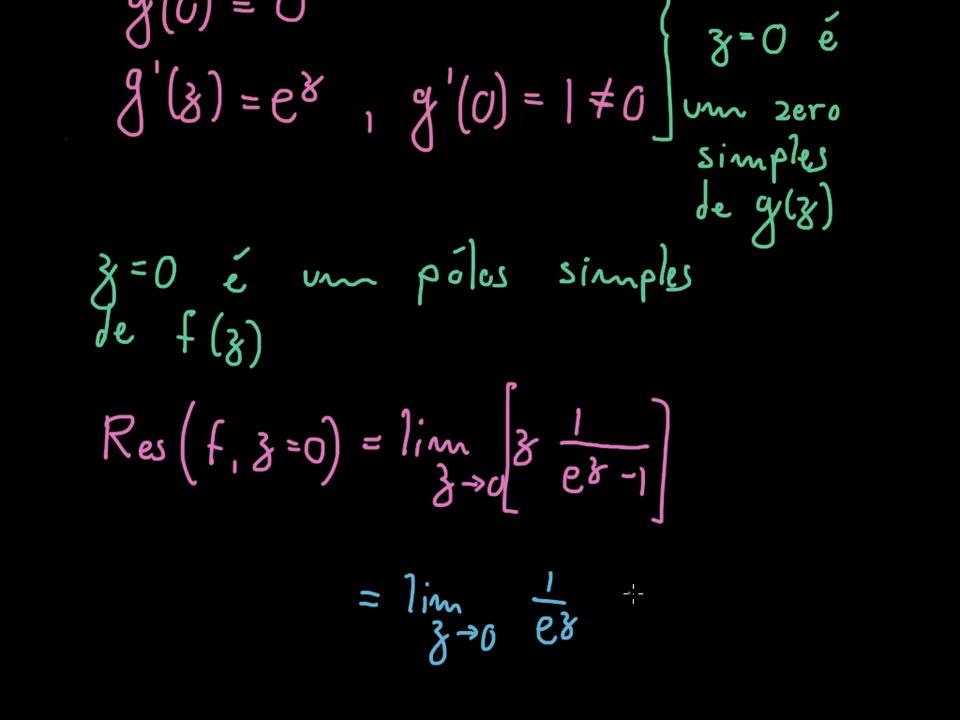 g(0) = 0
g'(z) = e^z , g'(0) = 1 ≠ 0
z=0 é
um zero
simples
de g(z)
z=0 é um pólos simples
de f(z)
Res(f, z=0) = lim z→0 [z 1/(e^z -1)]
= lim z→0 1/e^z